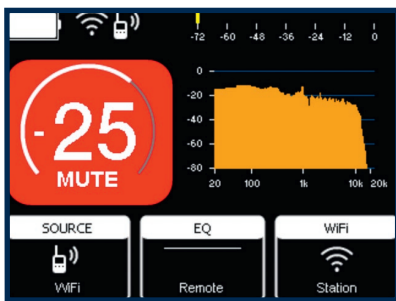 -72 -60 -48 -36 -24 -12 0
0
-20
-40
-60
-80
20 100 1k 10k 20k
-25
MUTE
SOURCE
WiFi
EQ
Remote
WiFi
Station